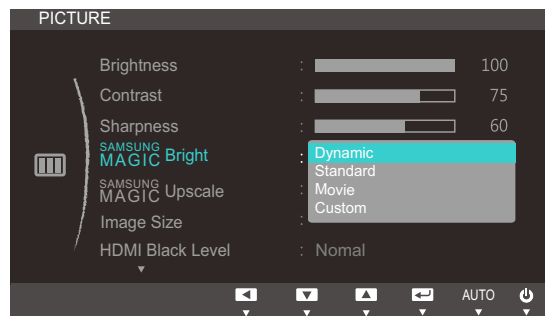 PICTURE
Brightness : 100
Contrast : 75
Sharpness : 60
SAMSUNG
MAGIC Bright : Dynamic
Standard
SAMSUNG
MAGIC Upscale : Movie
Custom
Image Size :
HDMI Black Level : Normal
AUTO